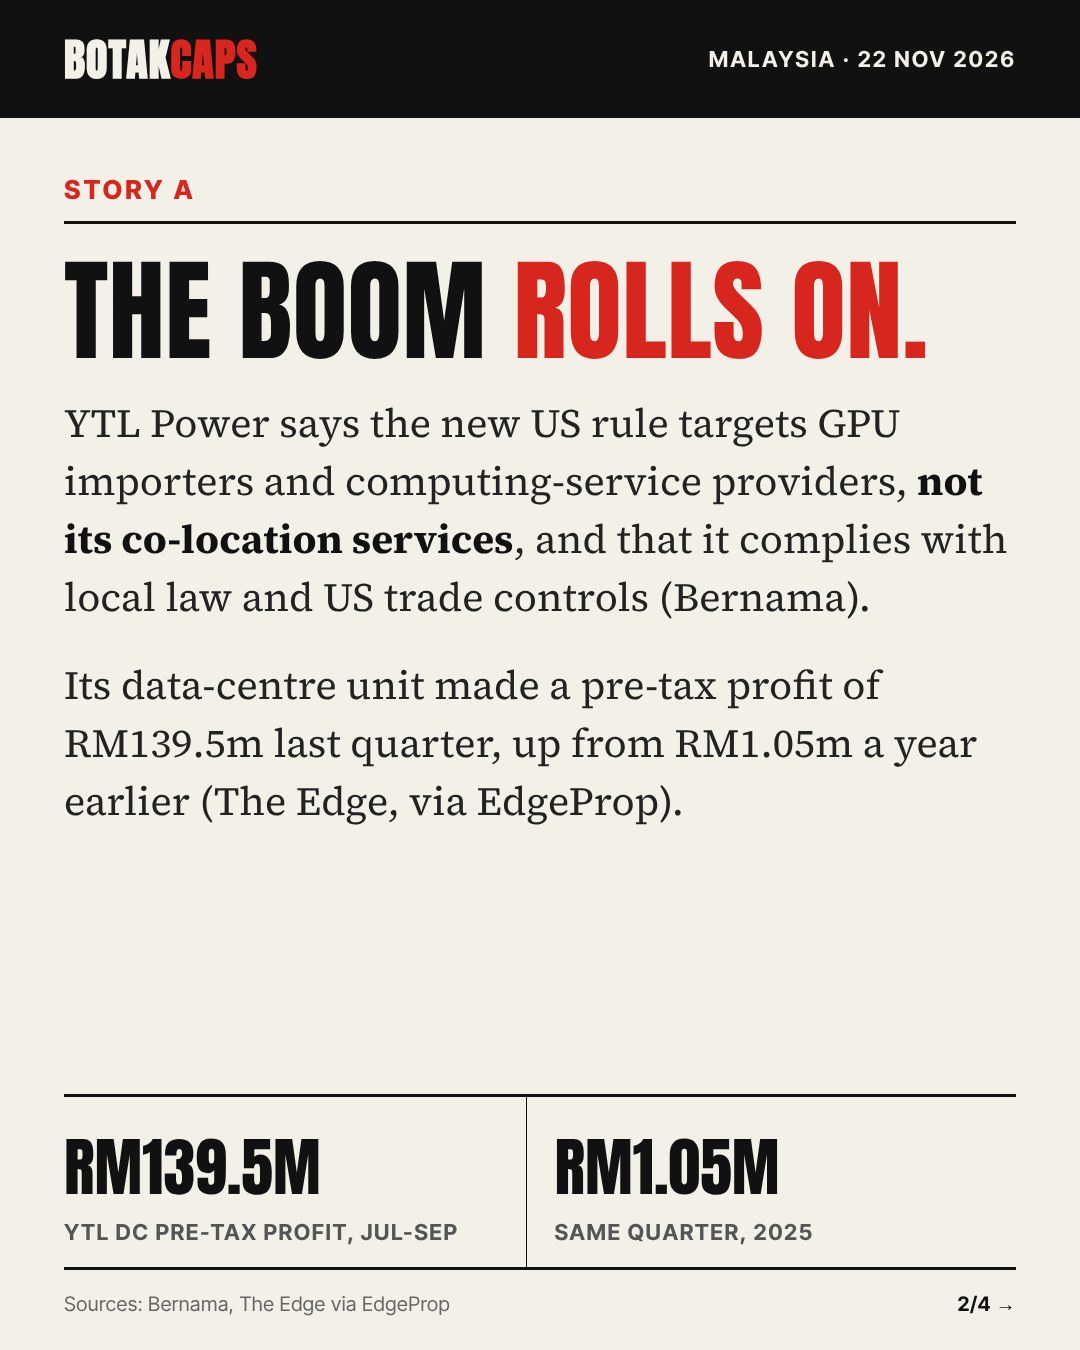 BOTAKCAPS
MALAYSIA · 22 NOV 2026
STORY A
THE BOOM ROLLS ON.
YTL Power says the new US rule targets GPU
importers and computing-service providers, not
its co-location services, and that it complies with
local law and US trade controls (Bernama).
Its data-centre unit made a pre-tax profit of
RM139.5m last quarter, up from RM1.05m a year
earlier (The Edge, via EdgeProp).
RM139.5M
YTL DC PRE-TAX PROFIT, JUL-SEP
RM1.05M
SAME QUARTER, 2025
Sources: Bernama, The Edge via EdgeProp
2/4 →